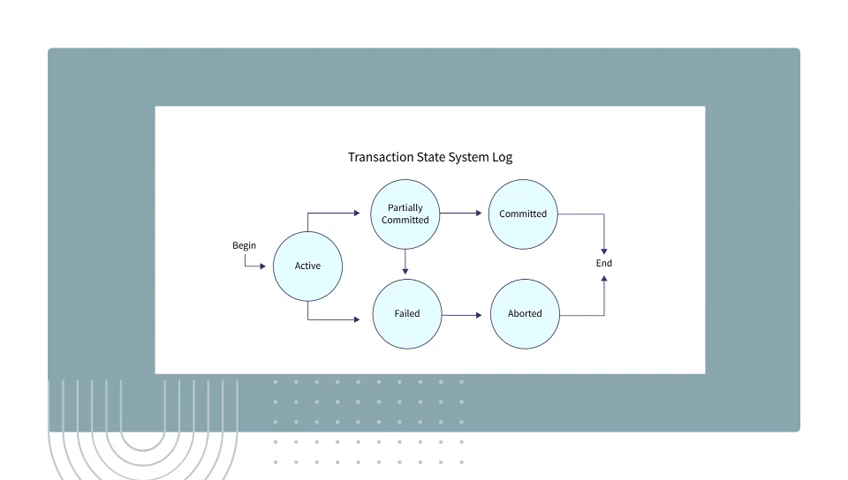 Transaction State System Log
Partially
Committed
Committed
Begin
Active
End
Failed
Aborted